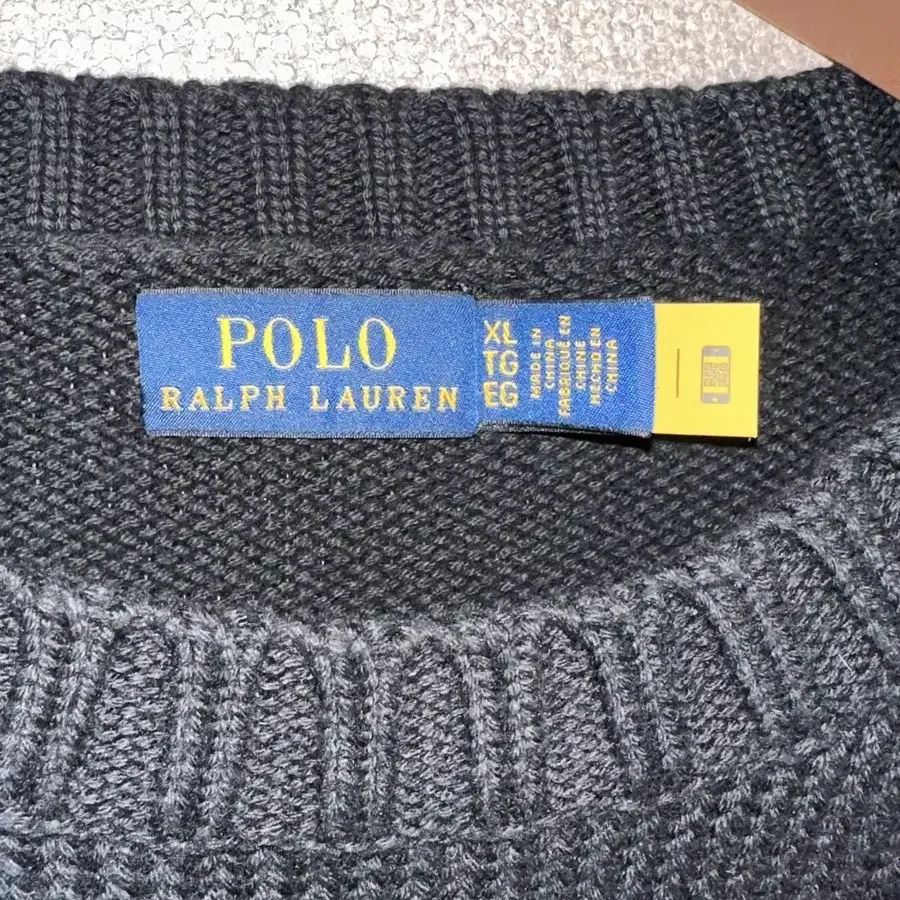 POLO
RALPH LAUREN
XL
TG
EG
MADE IN
CHINA
FABRIQUÉ EN
CHINE
HECHO EN
CHINA